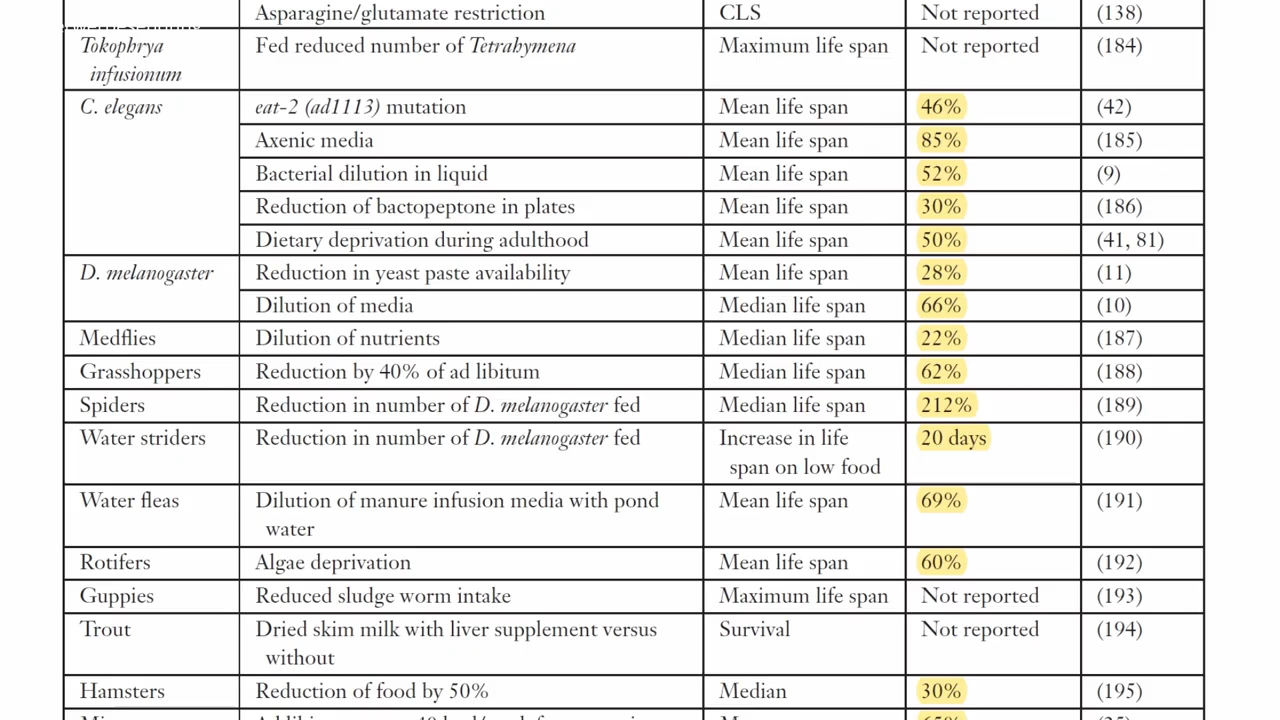 Asparagine/glutamate restriction CLS Not reported (138)
Tokophrya Fed reduced number of Tetrahymena Maximum life span Not reported (184)
infusionum
C. elegans eat-2 (ad1113) mutation Mean life span 46% (42)
Axenic media Mean life span 85% (185)
Bacterial dilution in liquid Mean life span 52% (9)
Reduction of bactopeptone in plates Mean life span 30% (186)
Dietary deprivation during adulthood Mean life span 50% (41, 81)
D. melanogaster Reduction in yeast paste availability Mean life span 28% (11)
Dilution of media Median life span 66% (10)
Medflies Dilution of nutrients Median life span 22% (187)
Grasshoppers Reduction by 40% of ad libitum Median life span 62% (188)
Spiders Reduction in number of D. melanogaster fed Median life span 212% (189)
Water striders Reduction in number of D. melanogaster fed Increase in life 20 days (190)
span on low food
Water fleas Dilution of manure infusion media with pond Mean life span 69% (191)
water
Rotifers Algae deprivation Mean life span 60% (192)
Guppies Reduced sludge worm intake Maximum life span Not reported (193)
Trout Dried skim milk with liver supplement versus Survival Not reported (194)
without
Hamsters Reduction of food by 50% Median 30% (195)